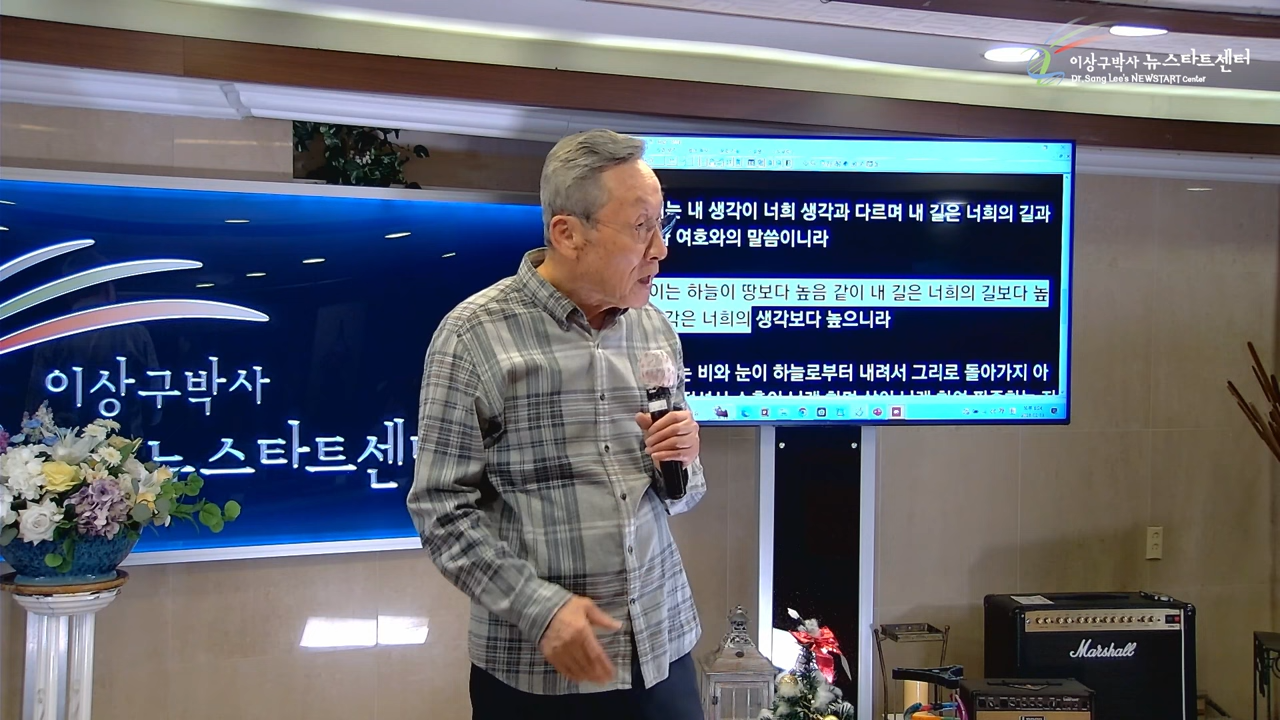 이상구박사 뉴스타트센터
Dr. Sang Lee's NEWSTART Center
는 내 생각이 너희 생각과 다르며 내 길은 너희의 길과
여호와의 말씀이니라
이는 하늘이 땅보다 높음 같이 내 길은 너희의 길보다 높
각은 너희의 생각보다 높으니라
는 비와 눈이 하늘로부터 내려서 그리로 돌아가지 아
이상구박사
뉴스타트센
Marshall